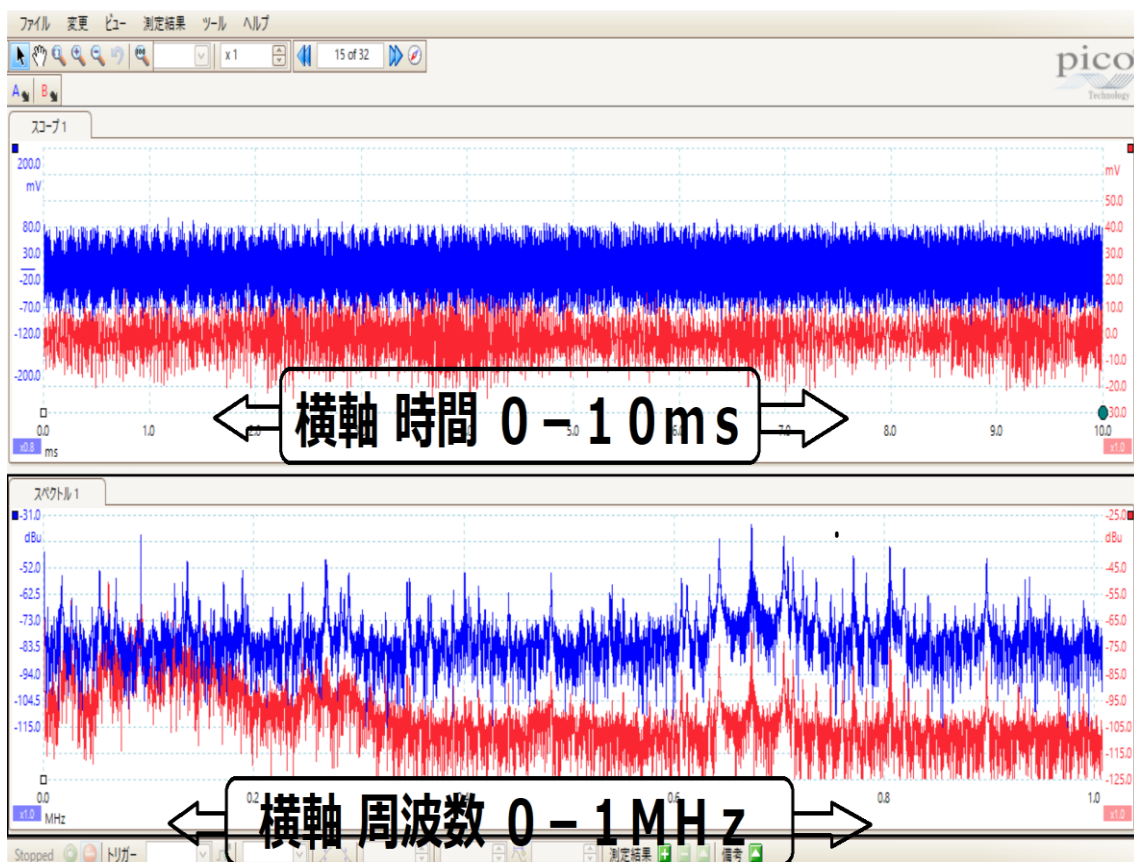 ファイル 変更 ビュー 測定結果 ツール ヘルプ
x 1 15 of 32
pico
Technology
A B
スコープ 1
200.0 mV
mV 50.0
80.0 40.0
30.0 30.0
-20.0 20.0
-70.0 10.0
-120.0 0.0
-10.0
-200.0 -20.0
横軸 時間 0－10ms
30.0
0.0 1.0 2.0 5.0 7.0 8.0 9.0 10.0
x0.8 ms x1.0
スペクトル 1
-31.0 -25.0
dBu dBu
-52.0 -45.0
-62.5 -55.0
-73.0 -65.0
-83.5 -75.0
-94.0 -85.0
-104.5 -95.0
-115.0 -105.0
-115.0
-125.0
0.0 0.2 0.6 0.8 1.0
横軸 周波数 0－1MHz
x1.0 MHz x1.0
Stopped トリガー 測定結果 備考